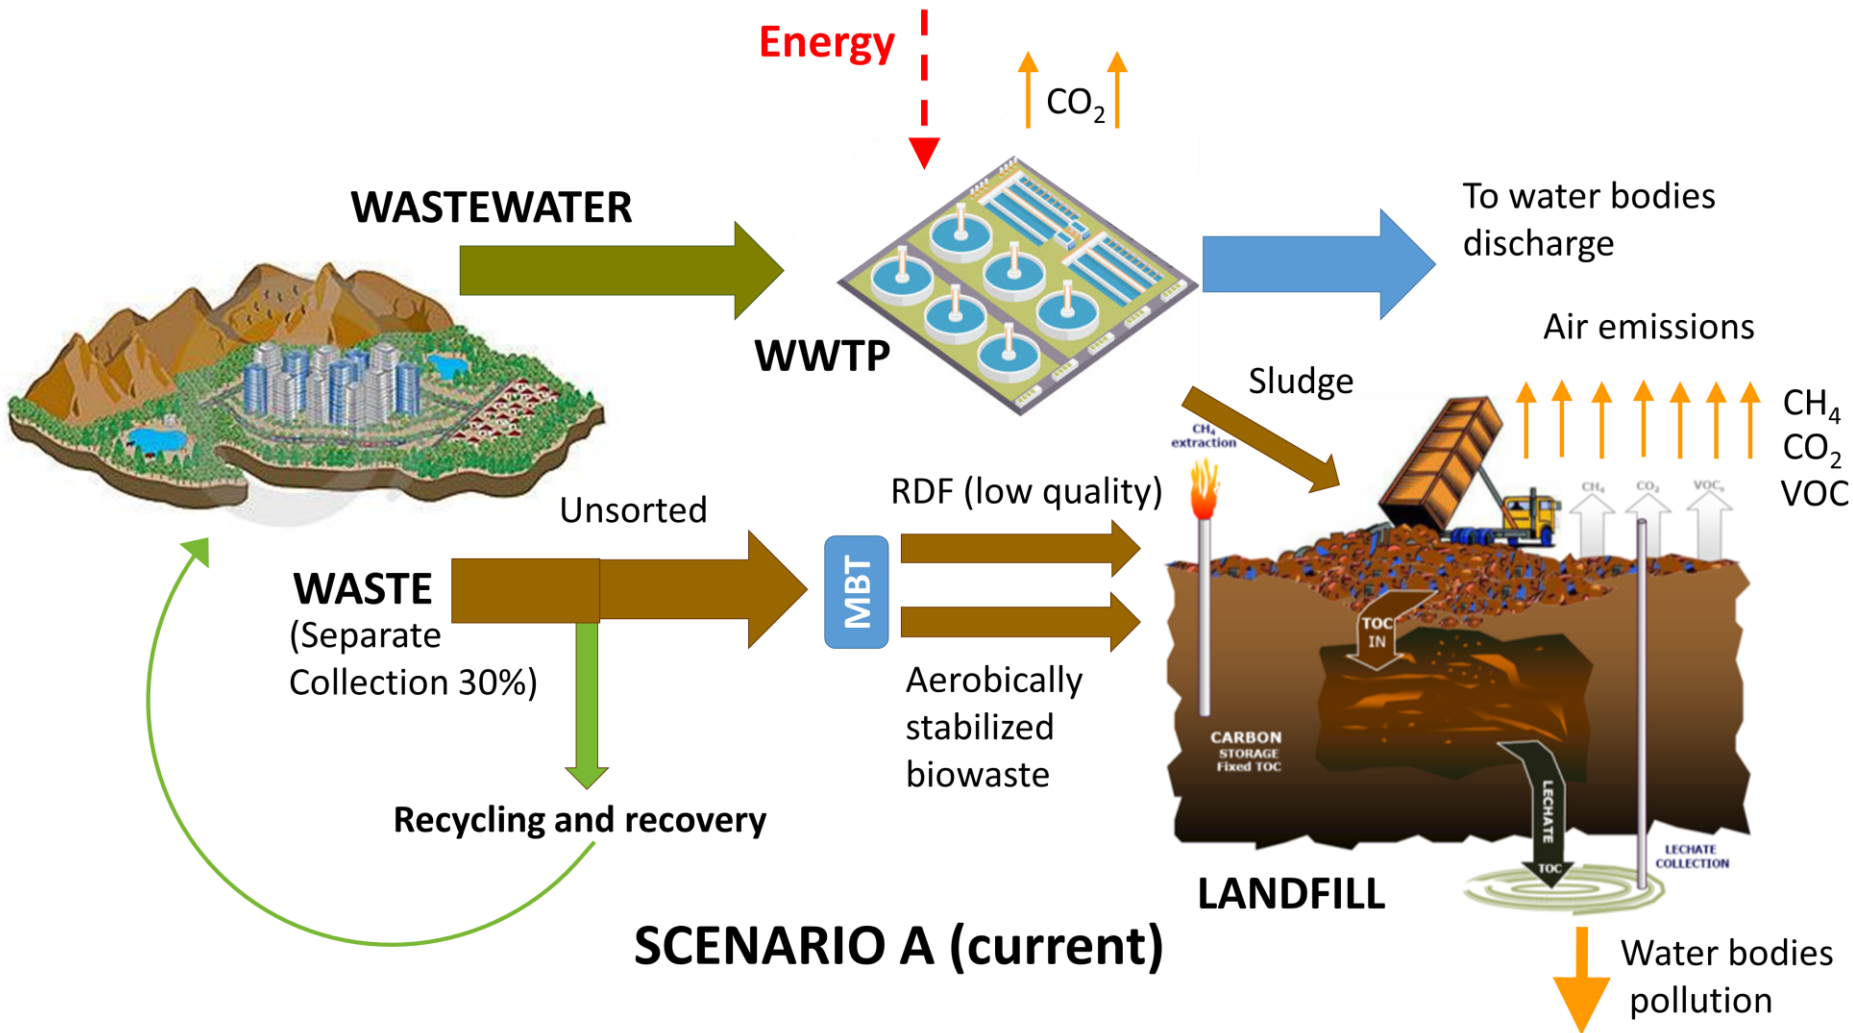 Energy
CO₂
WASTEWATER
To water bodies
discharge
WWTP
Air emissions
Sludge
CH₄
CO₂
VOC
CH₄
extraction
RDF (low quality)
Unsorted
CH₄
CO₂
VOCₛ
WASTE
(Separate
Collection 30%)
MBT
TOC
IN
Aerobically
stabilized
biowaste
CARBON
STORAGE
Fixed TOC
LECHATE
TOC
Recycling and recovery
LECHATE
COLLECTION
LANDFILL
SCENARIO A (current)
Water bodies
pollution